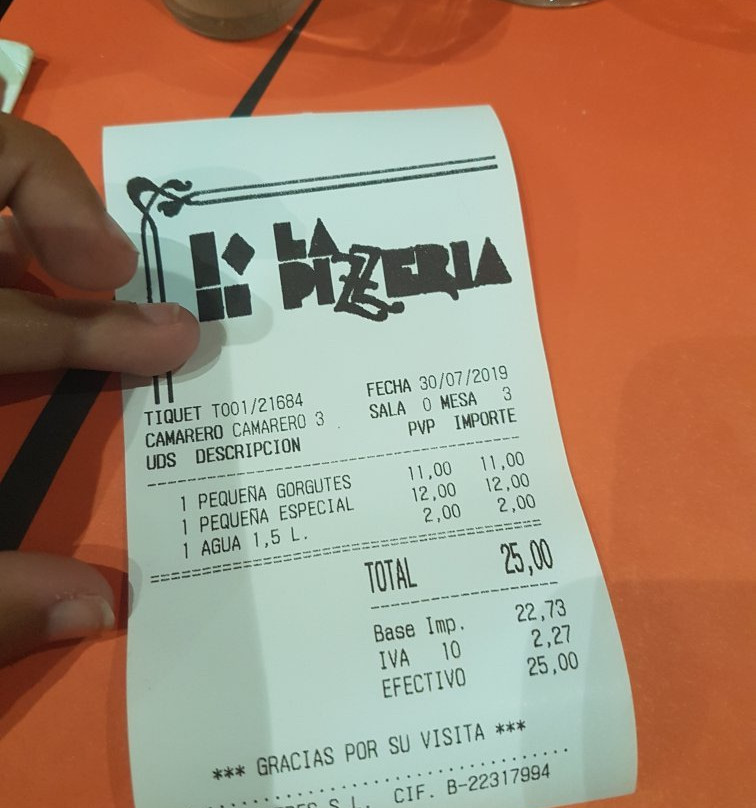 LA
PIZZERIA
TIQUET T001/21684 FECHA 30/07/2019
CAMARERO CAMARERO 3 . SALA 0 MESA 3
UDS DESCRIPCION PVP IMPORTE
1 PEQUEÑA GORGUTES 11,00 11,00
1 PEQUEÑA ESPECIAL 12,00 12,00
1 AGUA 1,5 L. 2,00 2,00
TOTAL 25,00
Base Imp. 22,73
IVA 10 2,27
EFECTIVO 25,00
*** GRACIAS POR SU VISITA ***
S.L. CIF. B-22317994